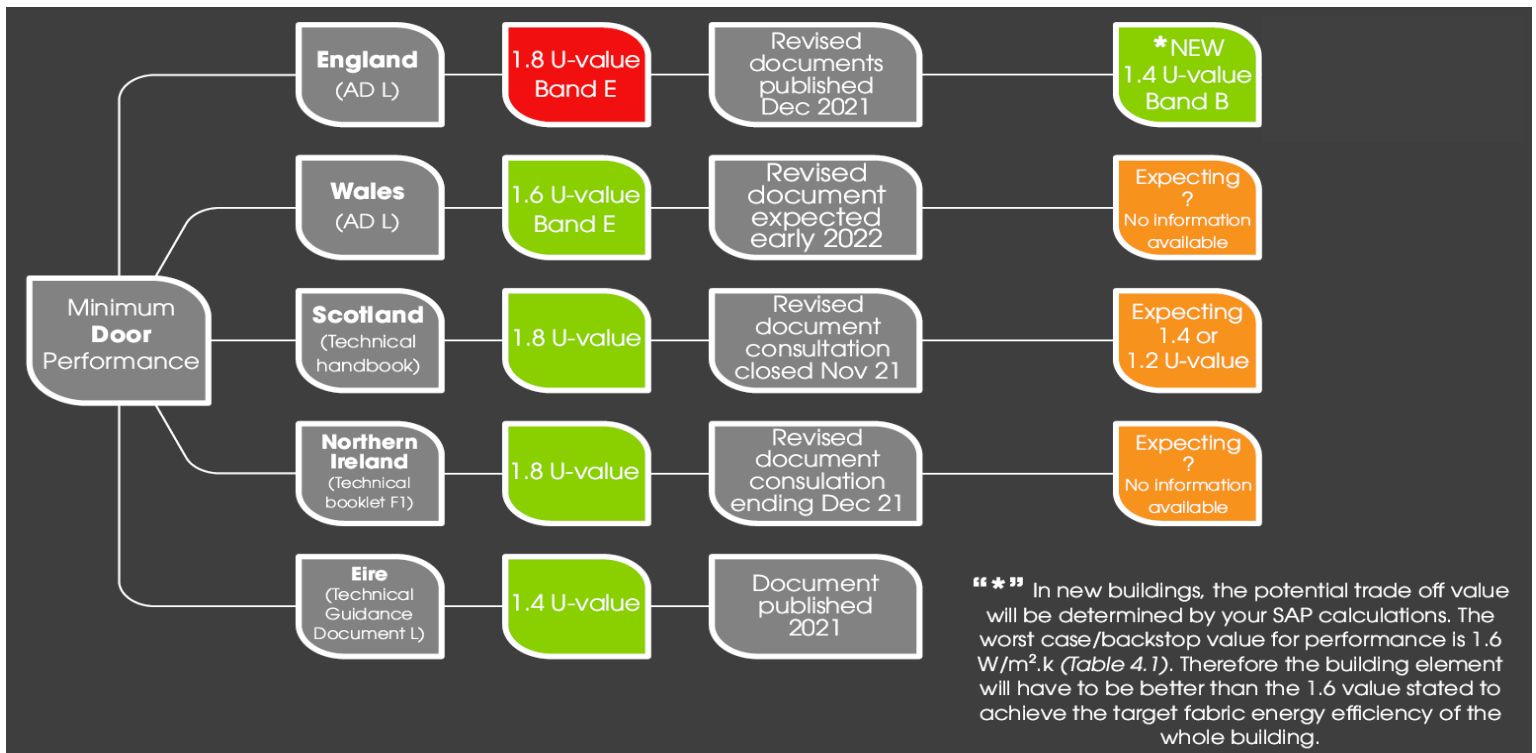 Minimum
Door
Performance
England
(AD L)
1.8 U-value
Band E
Revised
documents
published
Dec 2021
*NEW
1.4 U-value
Band B
Wales
(AD L)
1.6 U-value
Band E
Revised
document
expected
early 2022
Expecting
?
No information
available
Scotland
(Technical
handbook)
1.8 U-value
Revised
document
consultation
closed Nov 21
Expecting
1.4 or
1.2 U-value
Northern
Ireland
(Technical
booklet F1)
1.8 U-value
Revised
document
consulation
ending Dec 21
Expecting
?
No information
available
Eire
(Technical
Guidance
Document L)
1.4 U-value
Document
published
2021
“*” In new buildings, the potential trade off value
will be determined by your SAP calculations. The
worst case/backstop value for performance is 1.6
W/m².k (Table 4.1). Therefore the building element
will have to be better than the 1.6 value stated to
achieve the target fabric energy efficiency of the
whole building.